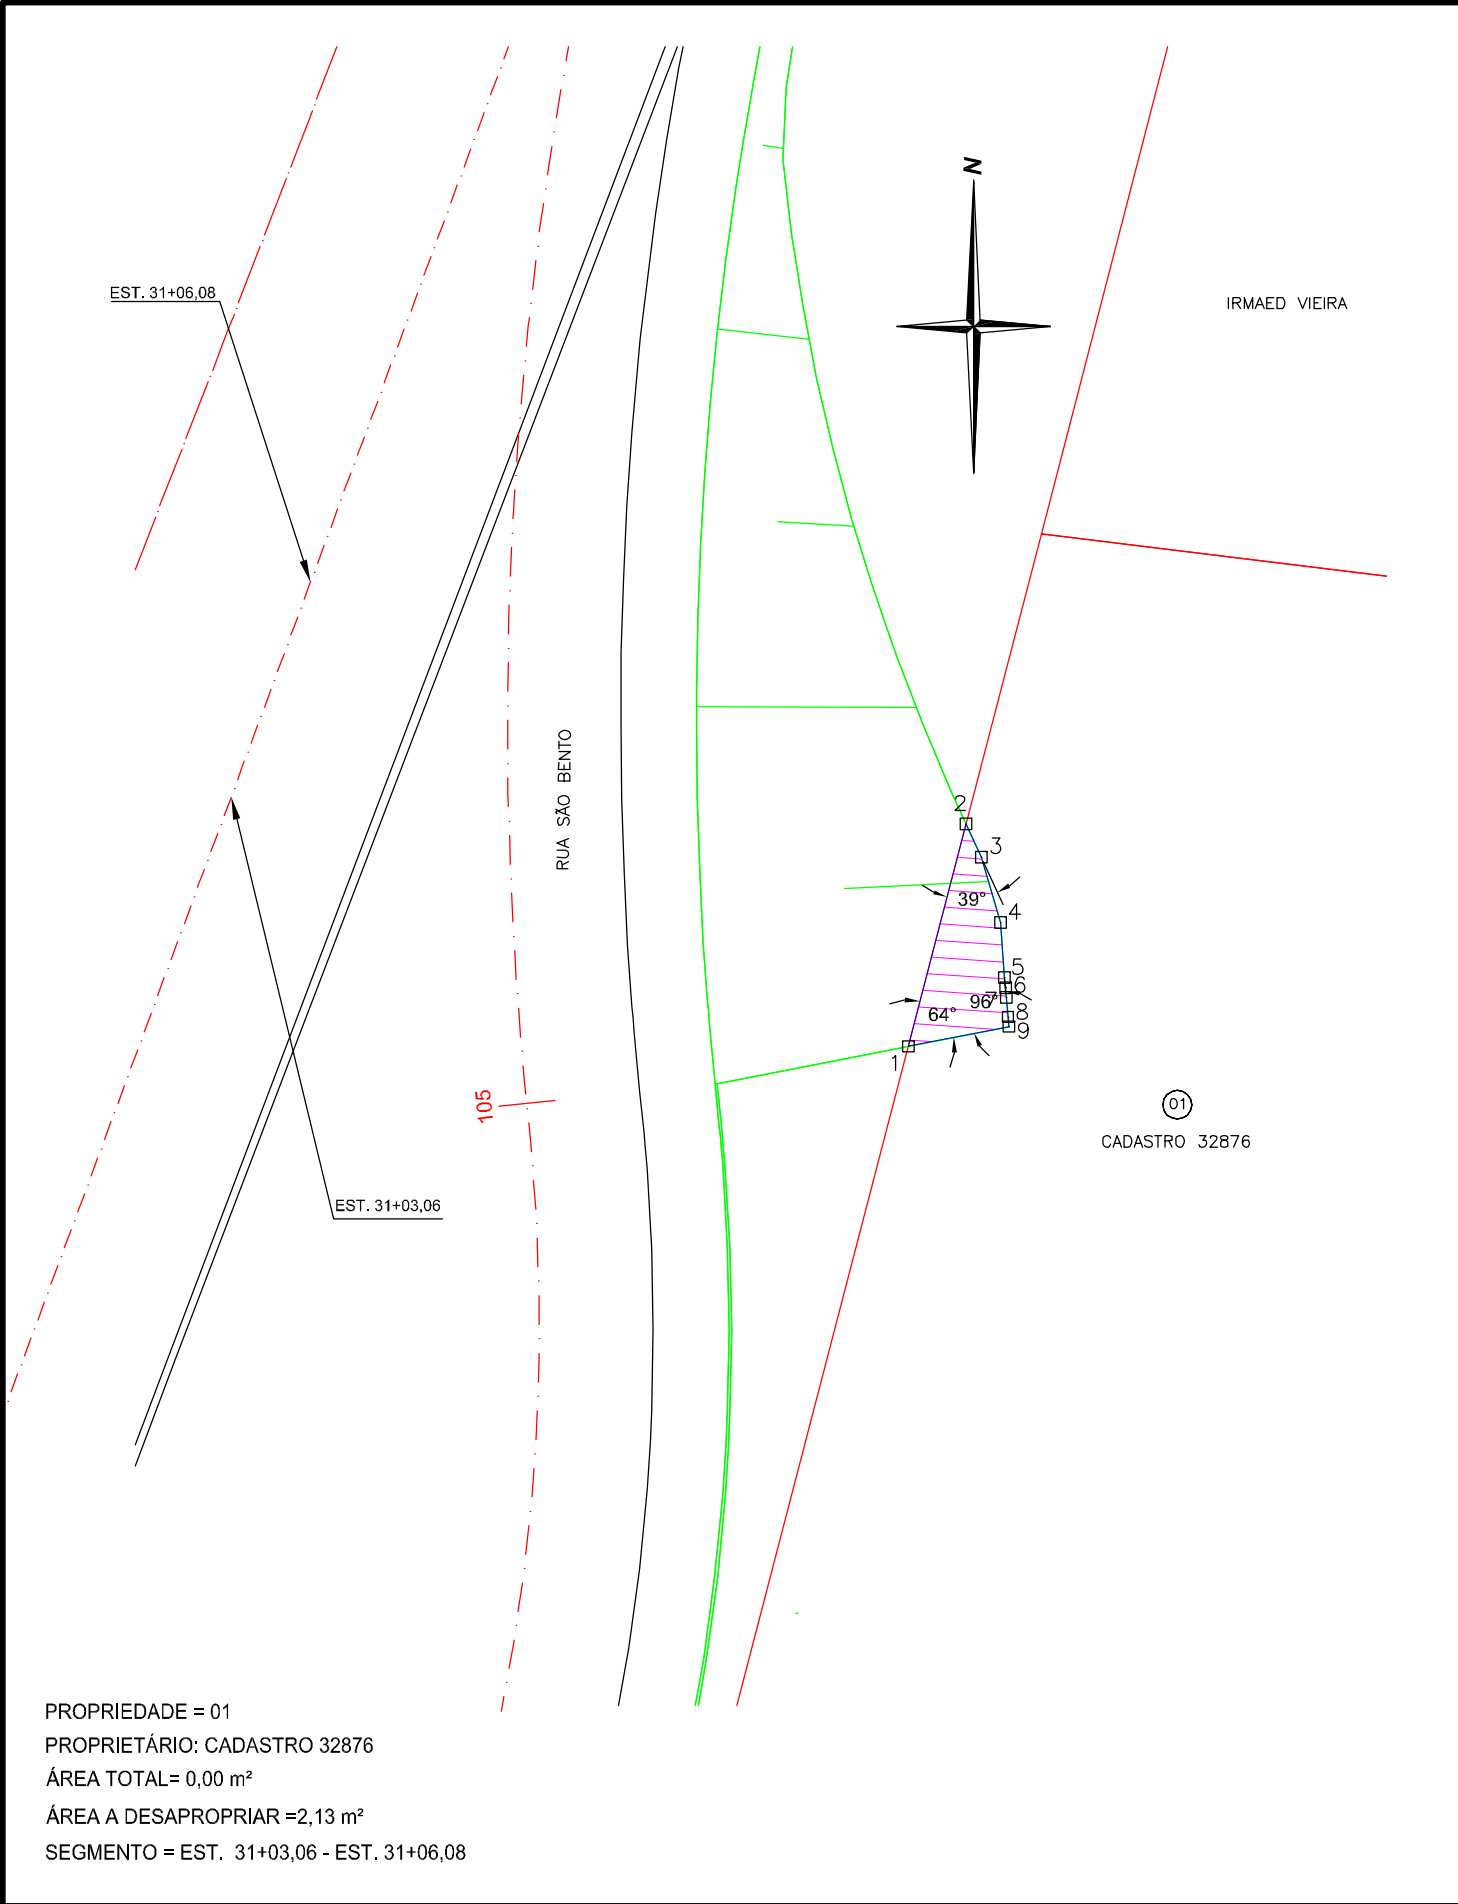 N
IRMAED VIEIRA
EST. 31+06,08
RUA SÃO BENTO
2
3
39°
4
5
6
7
96°
8
64°
9
1
105
01
CADASTRO 32876
EST. 31+03,06
PROPRIEDADE = 01
PROPRIETÁRIO: CADASTRO 32876
ÁREA TOTAL= 0,00 m²
ÁREA A DESAPROPRIAR =2,13 m²
SEGMENTO = EST. 31+03,06 - EST. 31+06,08